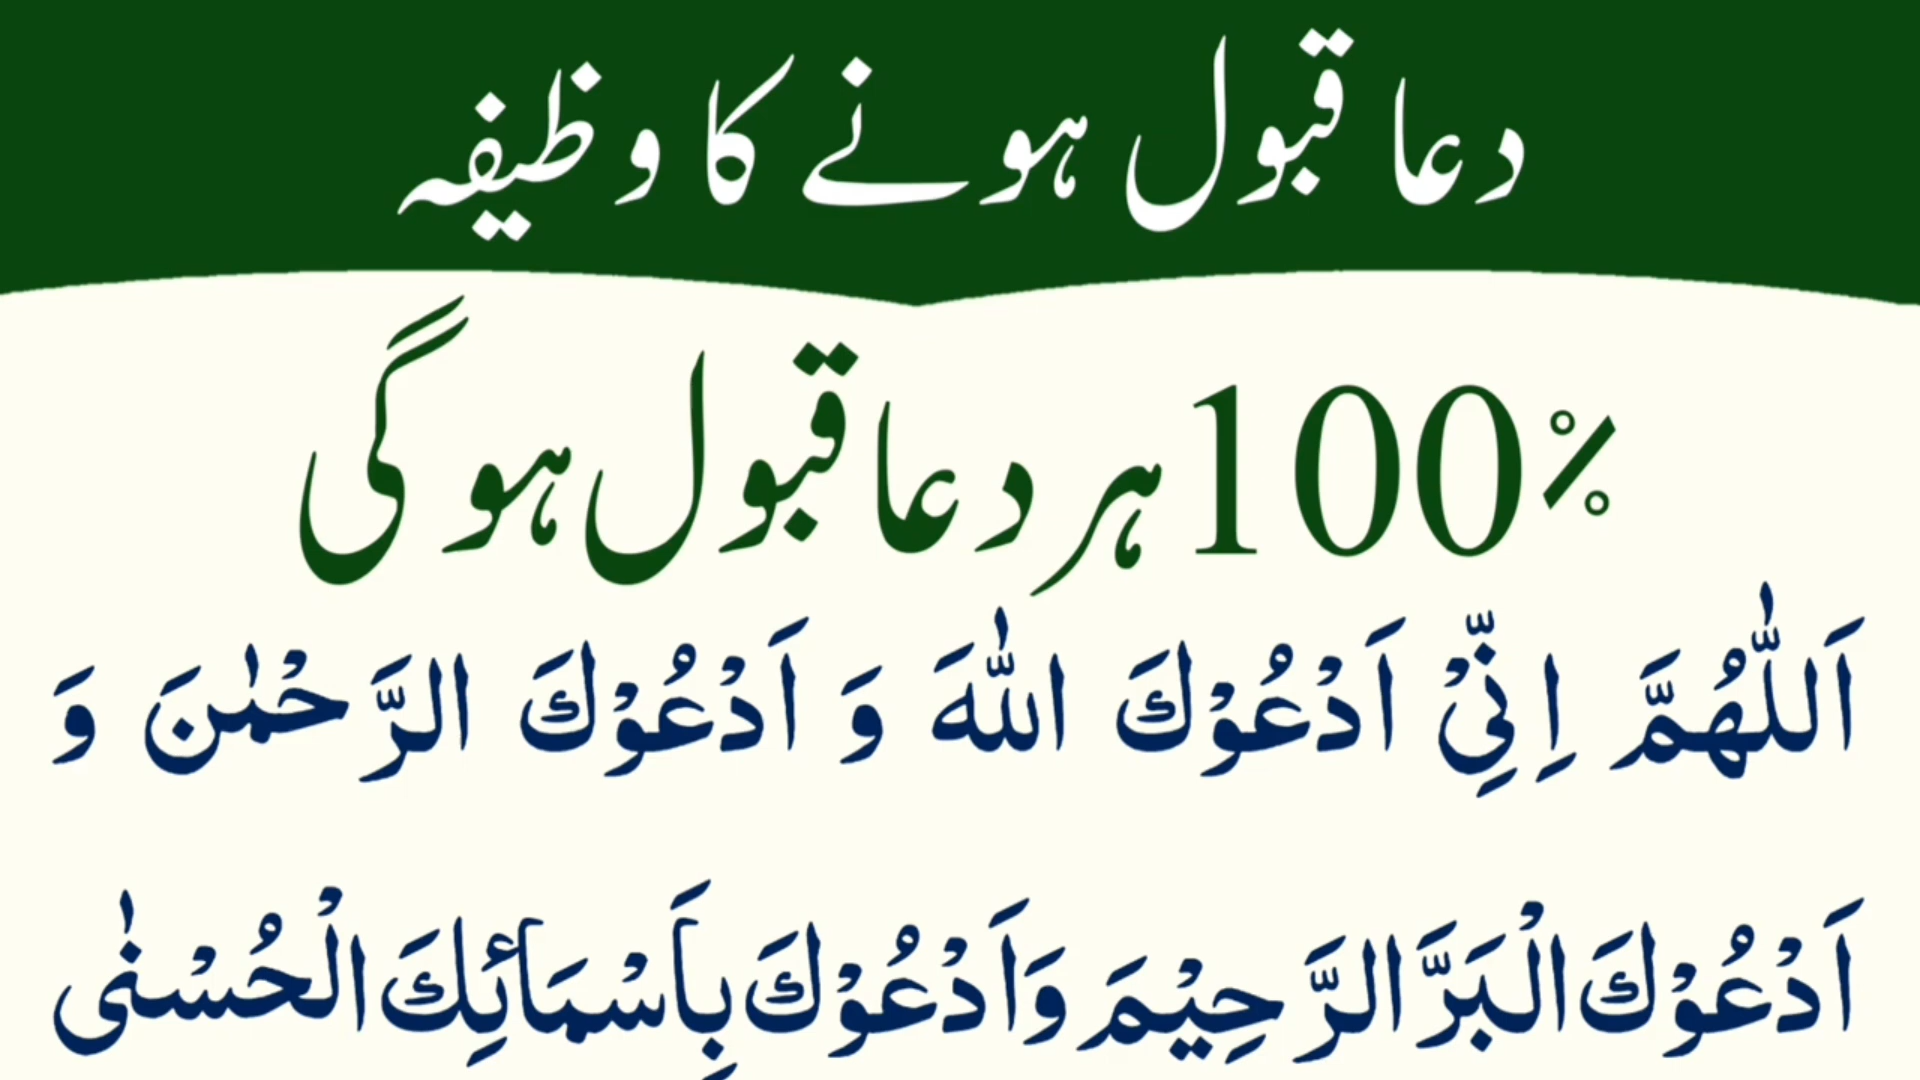 دعا قبول ہونے کا وظیفہ
100٪ ہر دعا قبول ہو گی
اَللّٰهُمَّ اِنِّيْ اَدْعُوْكَ اللّٰهَ وَ اَدْعُوْكَ الرَّحْمٰنَ وَ
اَدْعُوْكَ الْبَرَّ الرَّحِيْمَ وَاَدْعُوْكَ بِاَسْمَائِكَ الْحُسْنٰى